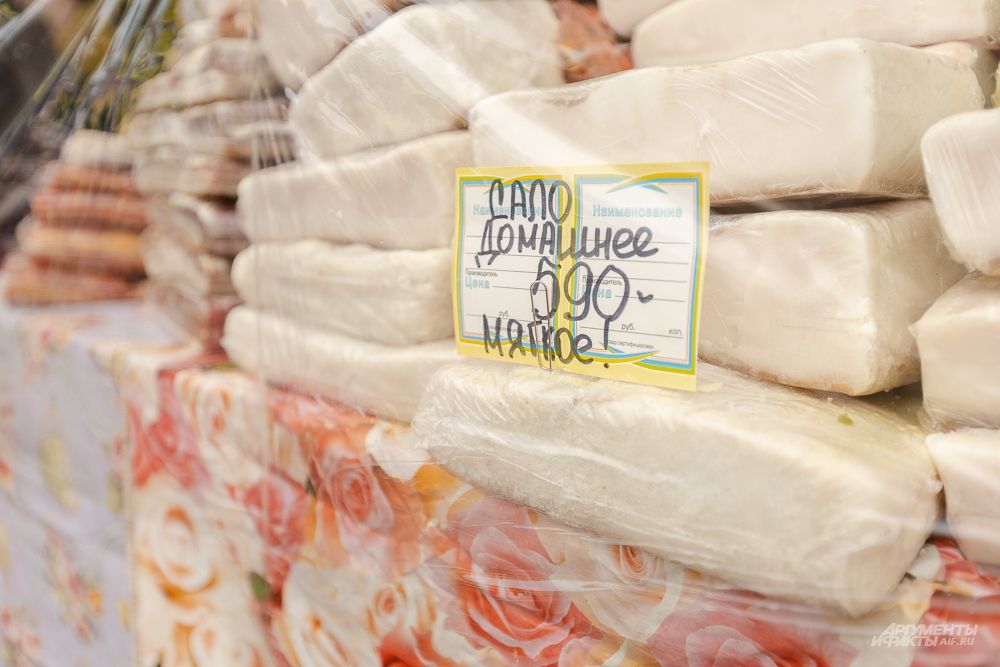 САЛО
Наименование
Наименование
ДОМАШНЕЕ
Производитель
Производитель
Цена
Цена
590-
руб.
руб.
коп.
МЯГКОЕ!
АРГУМЕНТЫ
И ФАКТЫ AIF.RU